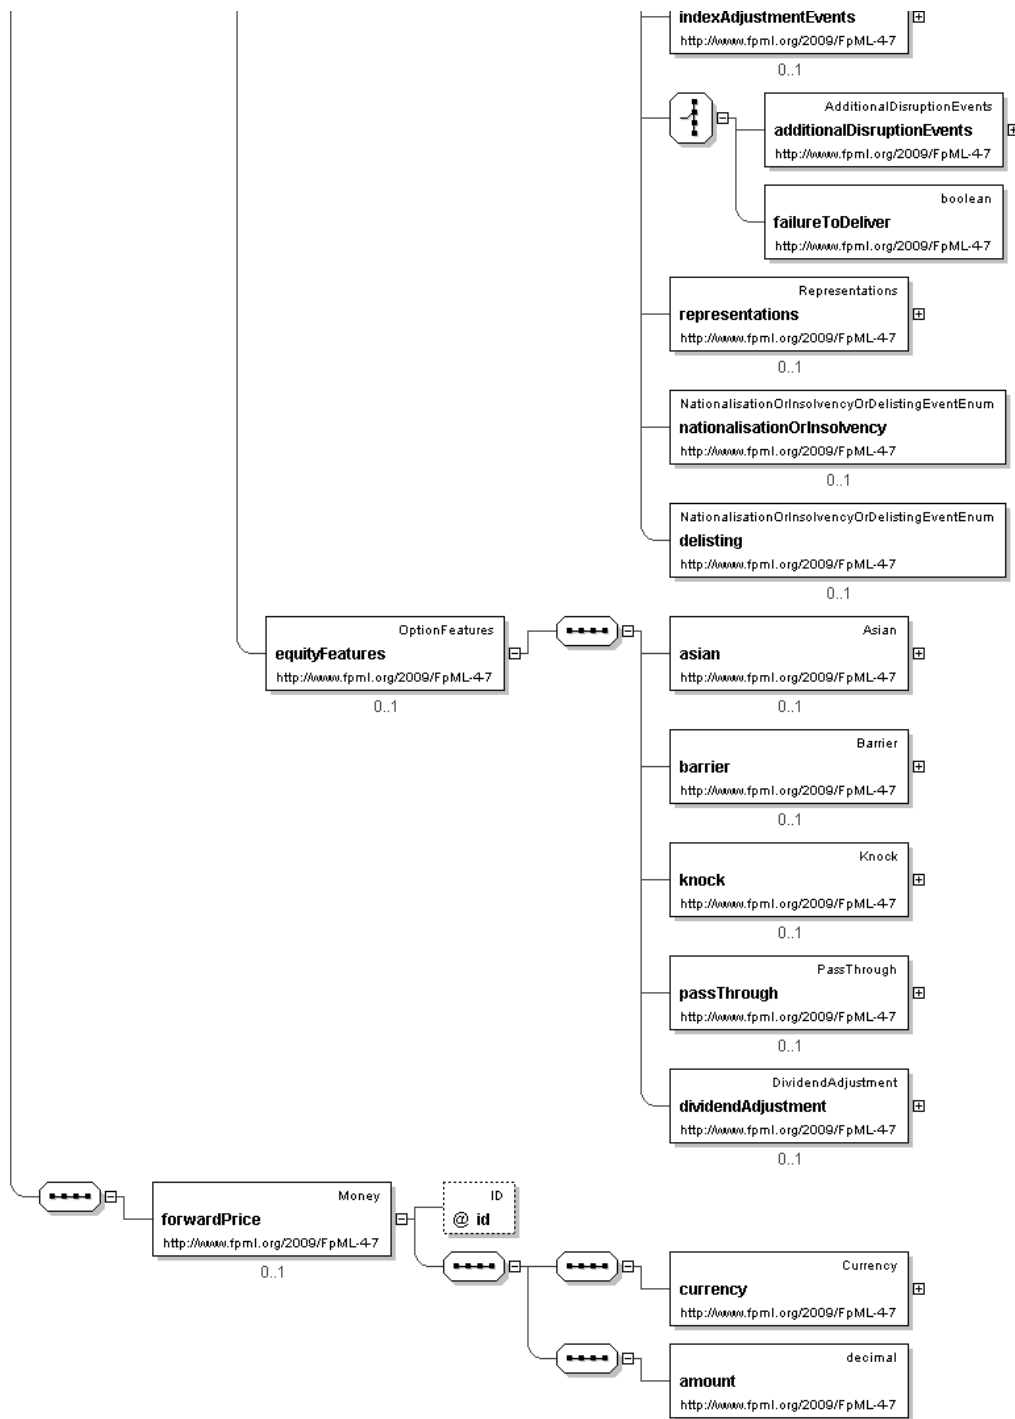 indexAdjustmentEvents
http://www.fpml.org/2009/FpML-4-7
0..1
AdditionalDisruptionEvents
additionalDisruptionEvents
http://www.fpml.org/2009/FpML-4-7
boolean
failureToDeliver
http://www.fpml.org/2009/FpML-4-7
Representations
representations
http://www.fpml.org/2009/FpML-4-7
0..1
NationalisationOrInsolvencyOrDelistingEventEnum
nationalisationOrInsolvency
http://www.fpml.org/2009/FpML-4-7
0..1
NationalisationOrInsolvencyOrDelistingEventEnum
delisting
http://www.fpml.org/2009/FpML-4-7
0..1
OptionFeatures
equityFeatures
http://www.fpml.org/2009/FpML-4-7
0..1
Asian
asian
http://www.fpml.org/2009/FpML-4-7
0..1
Barrier
barrier
http://www.fpml.org/2009/FpML-4-7
0..1
Knock
knock
http://www.fpml.org/2009/FpML-4-7
0..1
PassThrough
passThrough
http://www.fpml.org/2009/FpML-4-7
0..1
DividendAdjustment
dividendAdjustment
http://www.fpml.org/2009/FpML-4-7
0..1
Money
forwardPrice
http://www.fpml.org/2009/FpML-4-7
0..1
ID
@ id
Currency
currency
http://www.fpml.org/2009/FpML-4-7
decimal
amount
http://www.fpml.org/2009/FpML-4-7